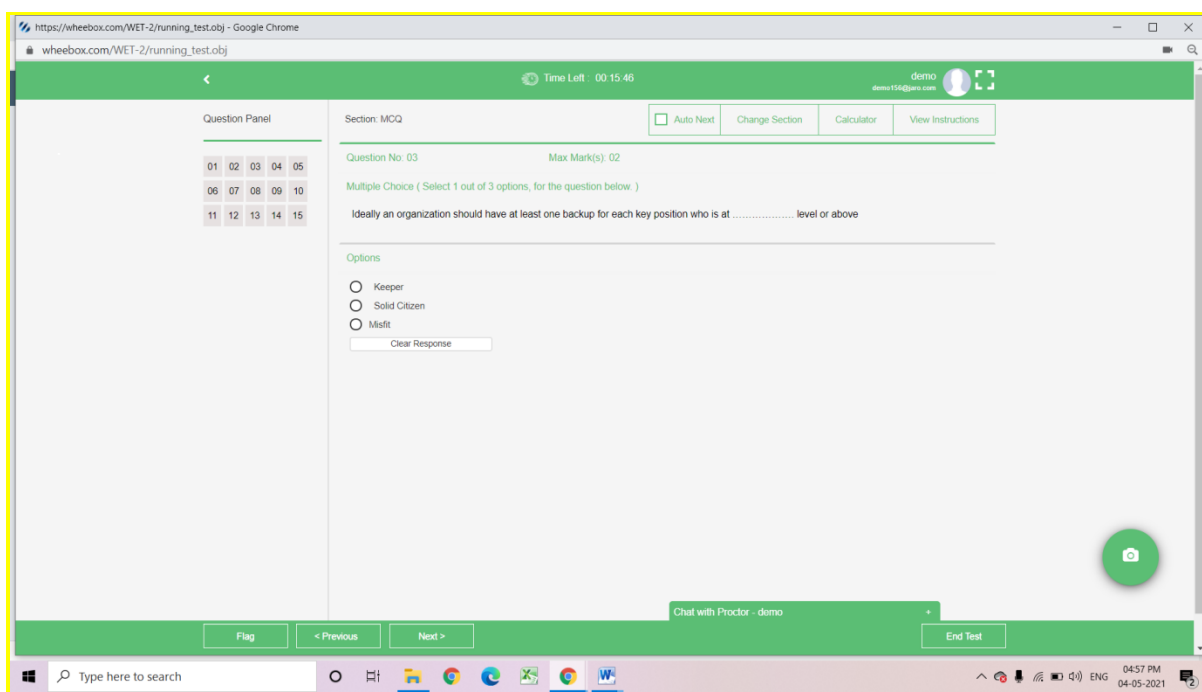 https://wheebox.com/WET-2/running_test.obj - Google Chrome
wheebox.com/WET-2/running_test.obj
Time Left : 00:15:46
demo
demo156@jaro.com
Question Panel
Section: MCQ
Auto Next
Change Section
Calculator
View Instructions
01 02 03 04 05
06 07 08 09 10
11 12 13 14 15
Question No: 03 Max Mark(s): 02
Multiple Choice ( Select 1 out of 3 options, for the question below. )
Ideally an organization should have at least one backup for each key position who is at ………………. level or above
Options
Keeper
Solid Citizen
Misfit
Clear Response
Chat with Proctor - demo +
Flag
< Previous
Next >
End Test
Type here to search
ENG
04:57 PM
04-05-2021
2